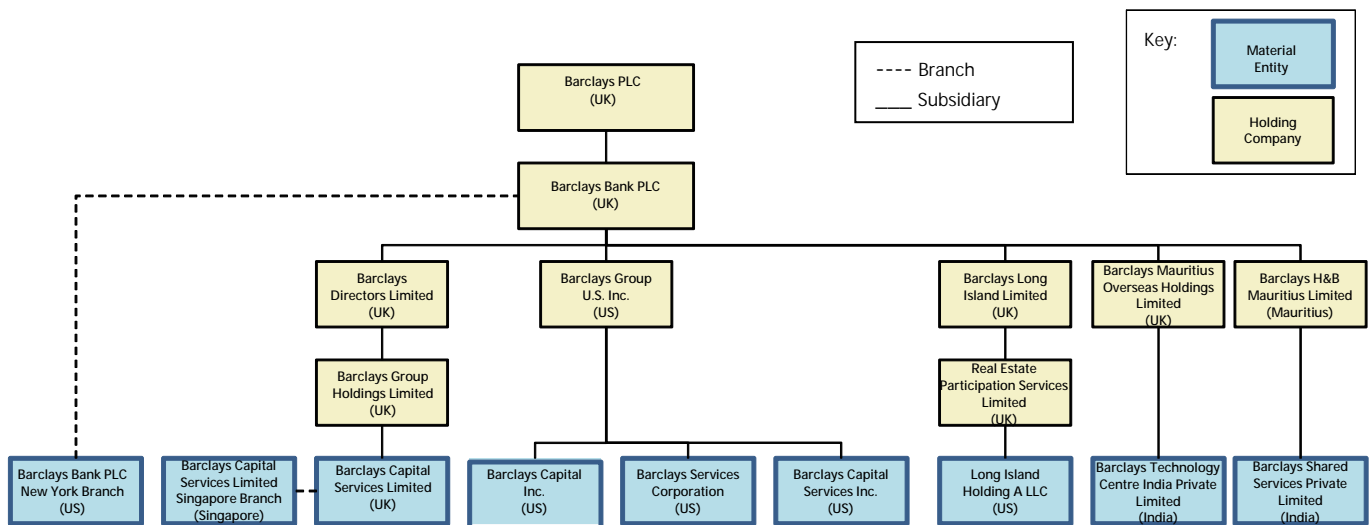 Key:
Material
Entity
Holding
Company
---- Branch
___ Subsidiary
Barclays PLC
(UK)
Barclays Bank PLC
(UK)
Barclays
Directors Limited
(UK)
Barclays Group
U.S. Inc.
(US)
Barclays Long
Island Limited
(UK)
Barclays Mauritius
Overseas Holdings
Limited
(UK)
Barclays H&B
Mauritius Limited
(Mauritius)
Barclays Group
Holdings Limited
(UK)
Real Estate
Participation Services
Limited
(UK)
Barclays Bank PLC
New York Branch
(US)
Barclays Capital
Services Limited
Singapore Branch
(Singapore)
Barclays Capital
Services Limited
(UK)
Barclays Capital
Inc.
(US)
Barclays Services
Corporation
(US)
Barclays Capital
Services Inc.
(US)
Long Island
Holding A LLC
(US)
Barclays Technology
Centre India Private
Limited
(India)
Barclays Shared
Services Private
Limited
(India)